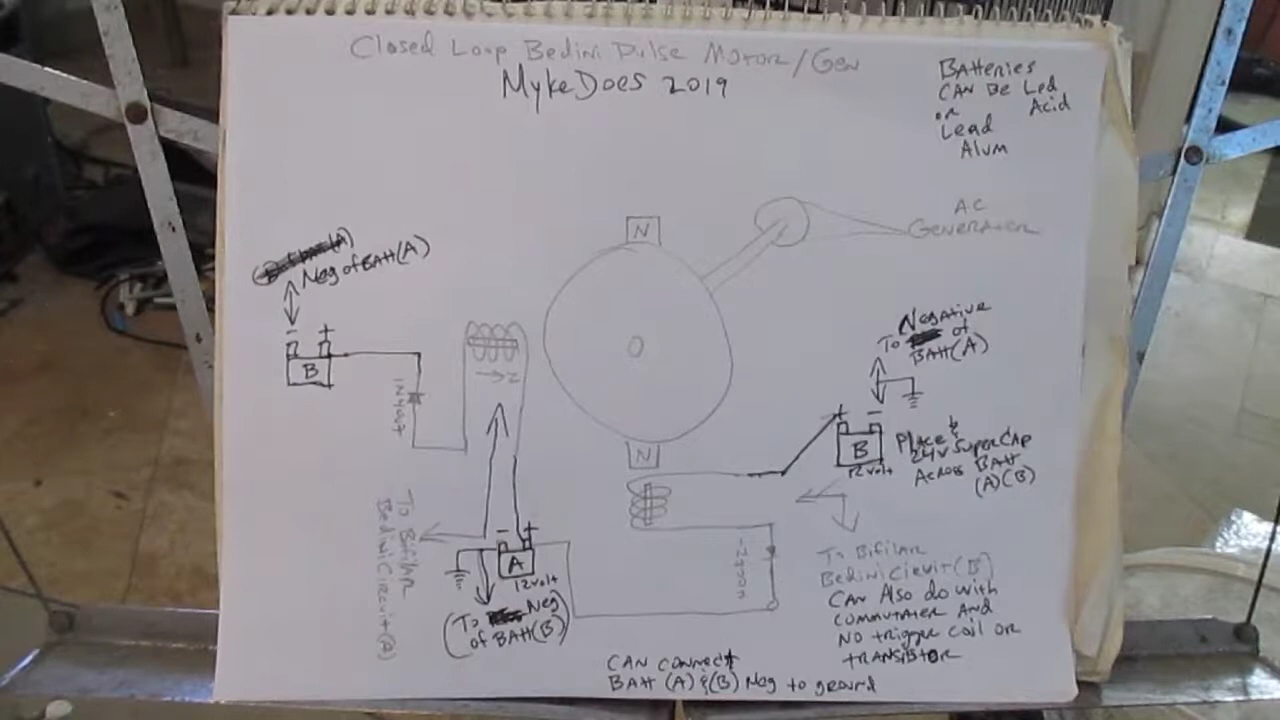 Closed Loop Bedini Pulse Motor/Gen
MykeDoes 2019
Batteries
CAN Be Led
or Acid
Lead
Alum
A.C
Generator
N
(A)
Neg of BAtt(A)
- +
B
1N4007
Negative
To of
BAtt(A)
+ -
B
12volt
Place
24v SuperCap
Across BAtt
(A)(B)
N
- +
A
12volt
To Bifilar
Bedini Circuit(A)
(To Neg
of BAtt(B))
To Bifilar
Bedini Circuit(B)
CAN Also do with
commutater And
No trigger coil or
trANSistor
CAN connect
BAtt (A) &(B) Neg to ground